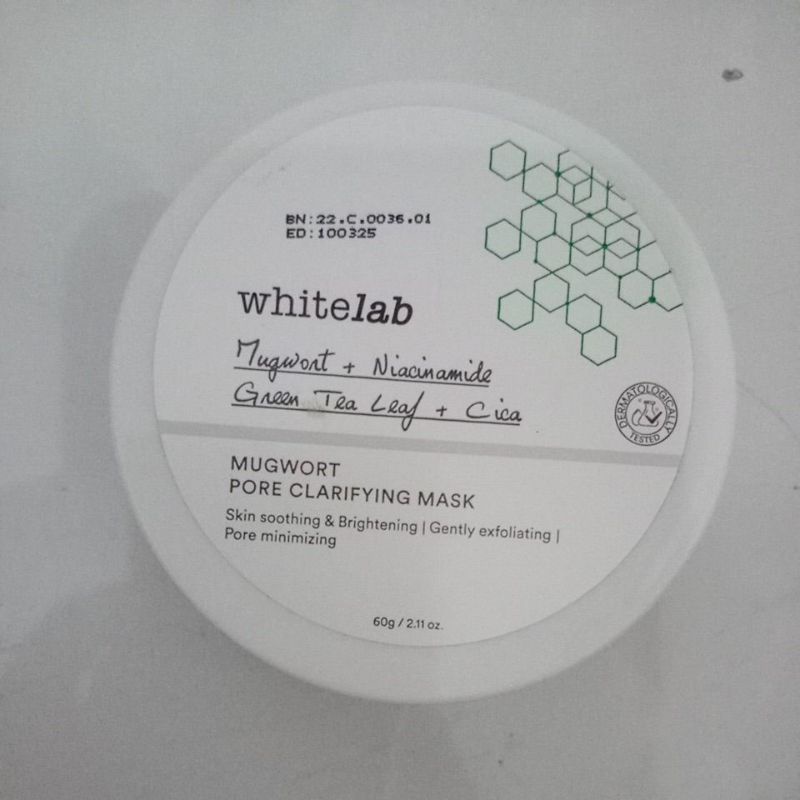 BN:22.C.0036.01
ED:100325
whitelab
Mugwort + Niacinamide
Green Tea Leaf + Cica
DERMATOLOGICALLY
TESTED
MUGWORT
PORE CLARIFYING MASK
Skin soothing & Brightening | Gently exfoliating |
Pore minimizing
60g / 2.11 oz.